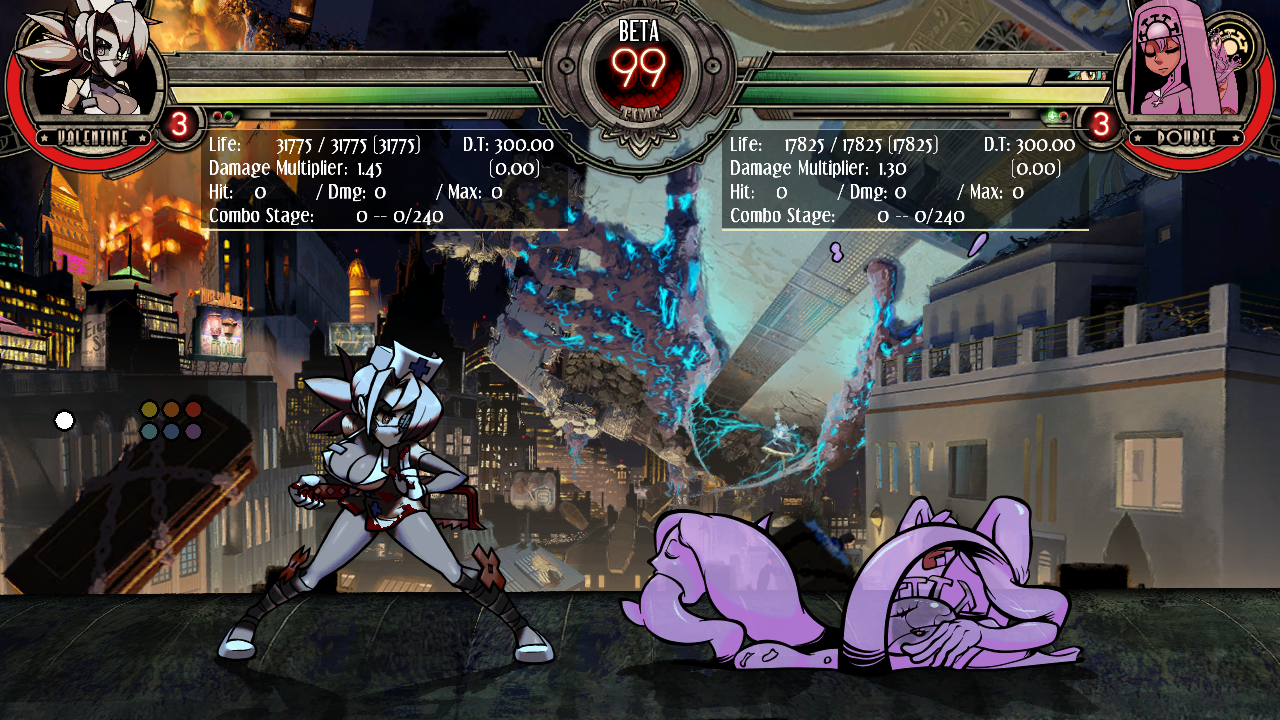 BETA
99
TIME
VALENTINE
3
3
DOUBLE
Life: 31775 / 31775 (31775) D.T: 300.00
Damage Multiplier: 1.45 (0.00)
Hit: 0 / Dmg: 0 / Max: 0
Combo Stage: 0 -- 0/240
Life: 17825 / 17825 (17825) D.T: 300.00
Damage Multiplier: 1.30 (0.00)
Hit: 0 / Dmg: 0 / Max: 0
Combo Stage: 0 -- 0/240